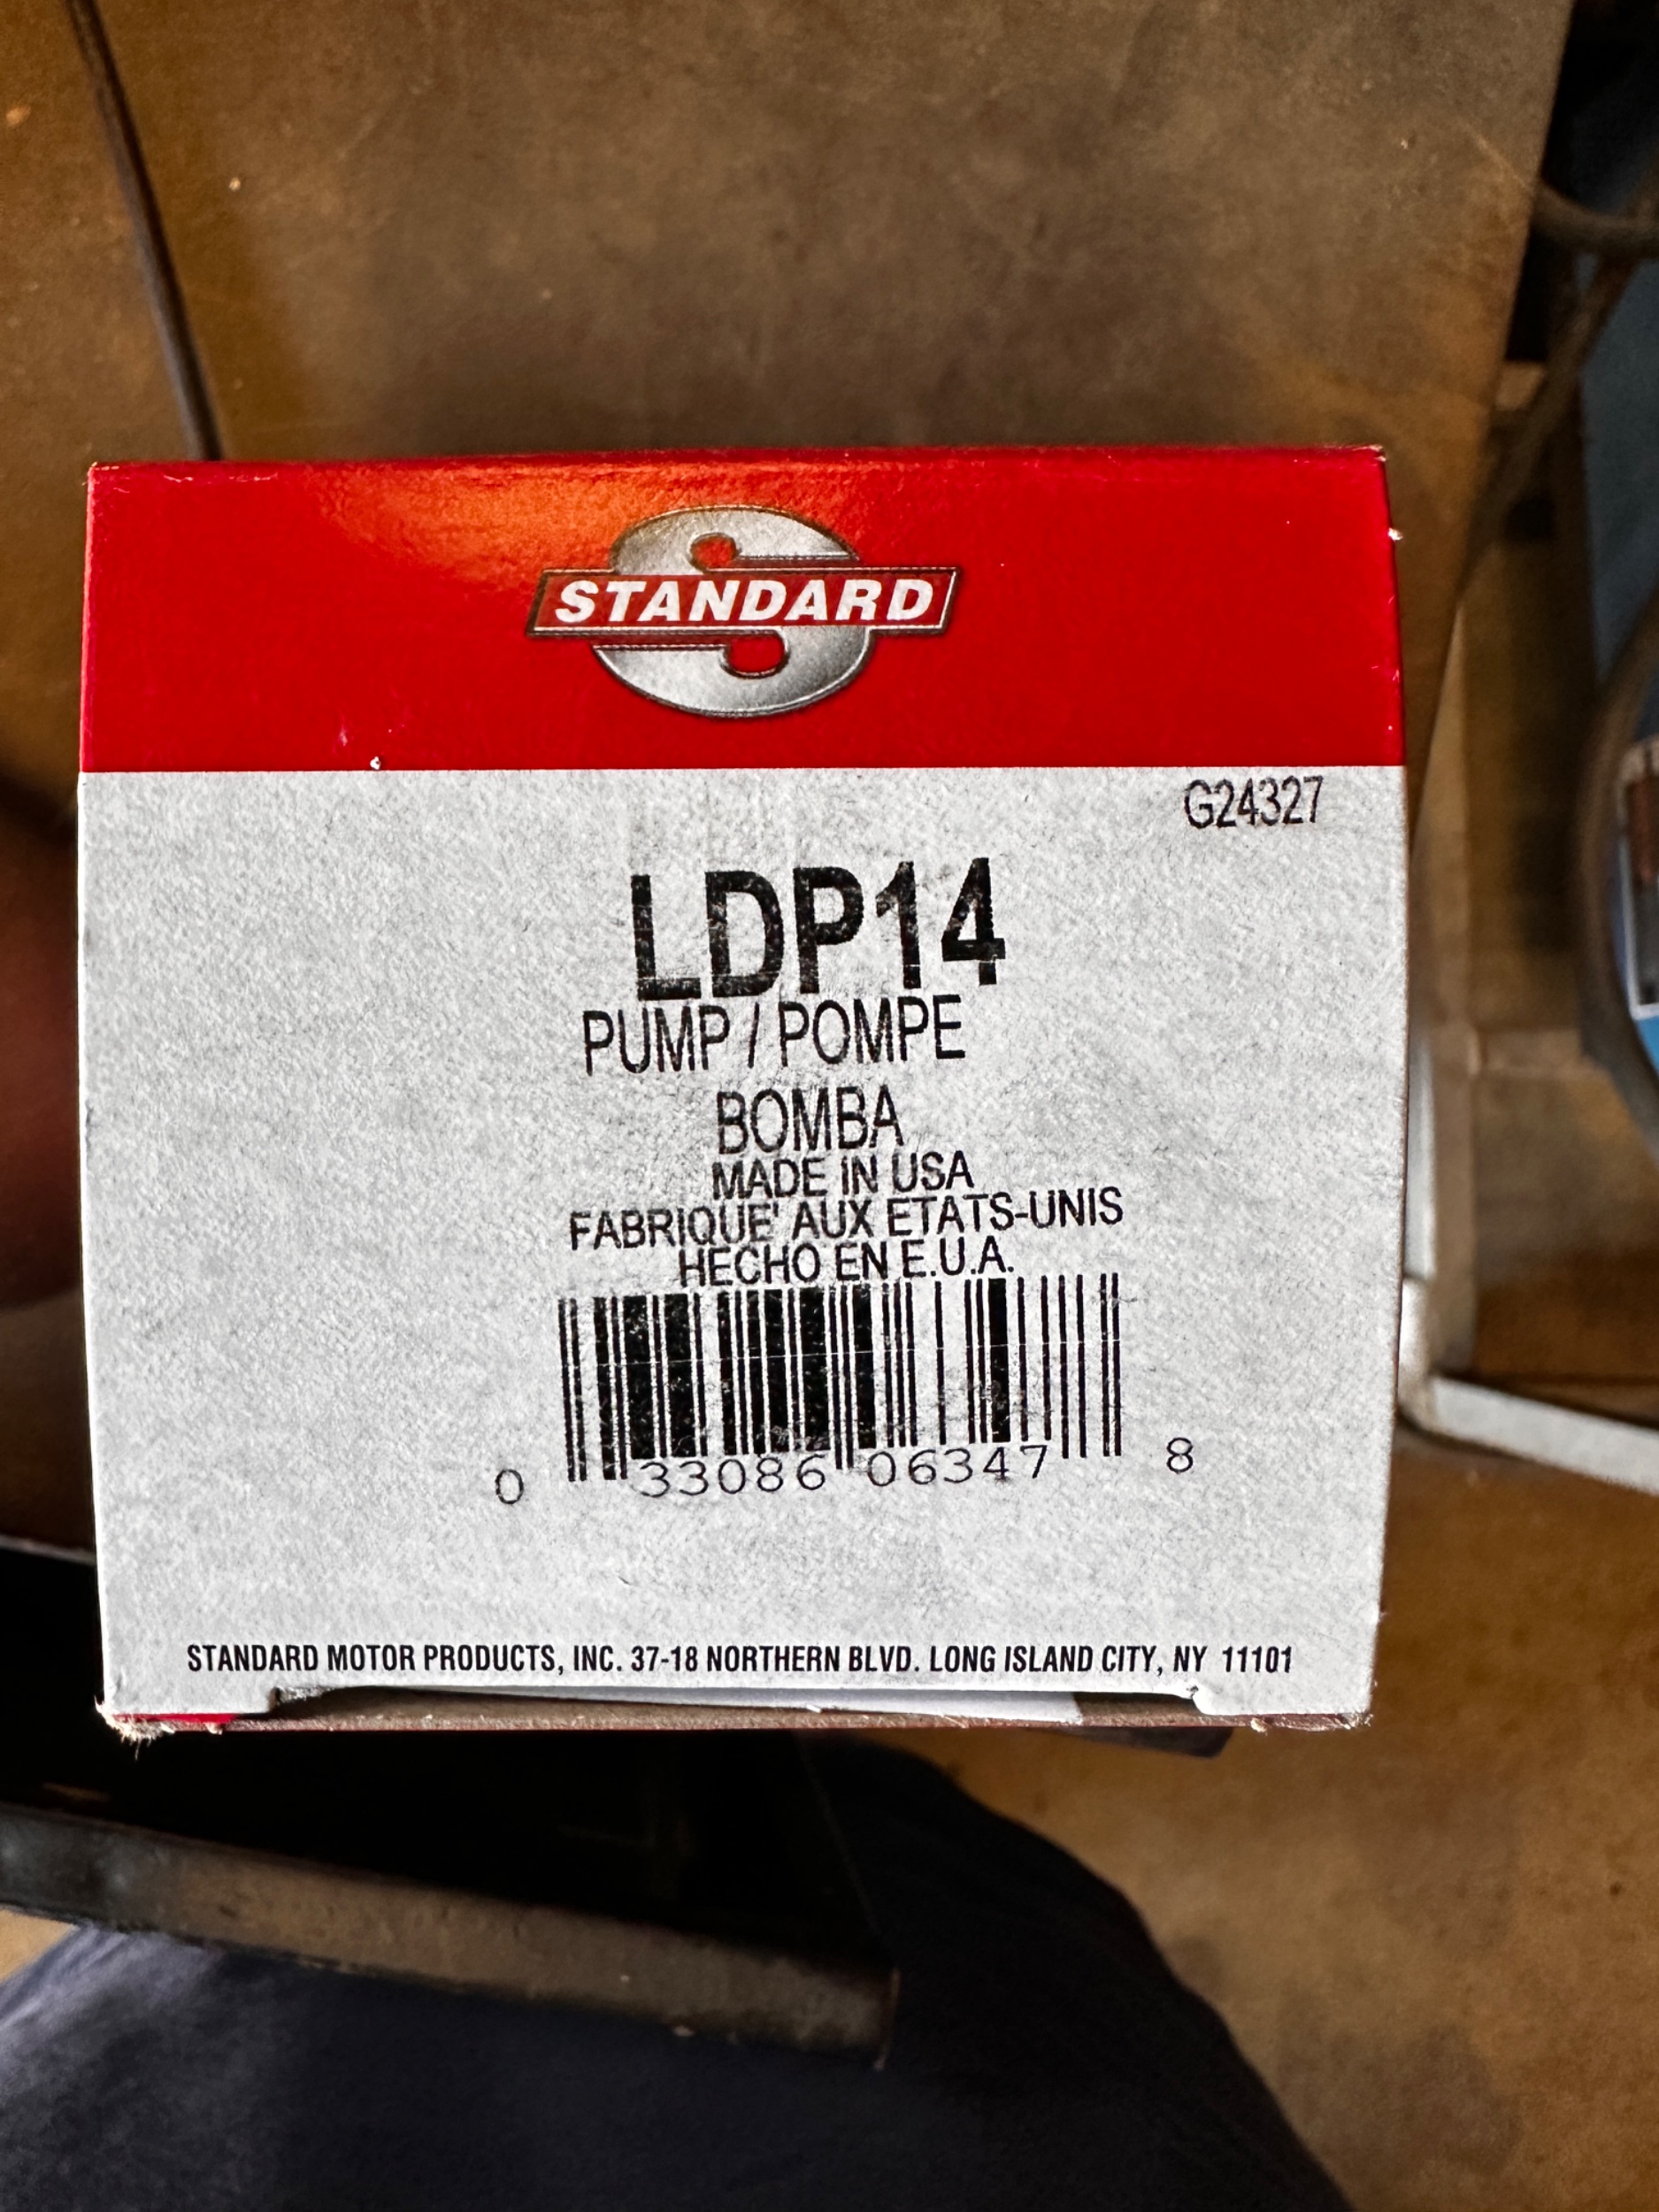 STANDARD
G24327
LDP14
PUMP / POMPE
BOMBA
MADE IN USA
FABRIQUE' AUX ETATS-UNIS
HECHO EN E.U.A.
0 33086 06347 8
STANDARD MOTOR PRODUCTS, INC. 37-18 NORTHERN BLVD. LONG ISLAND CITY, NY 11101